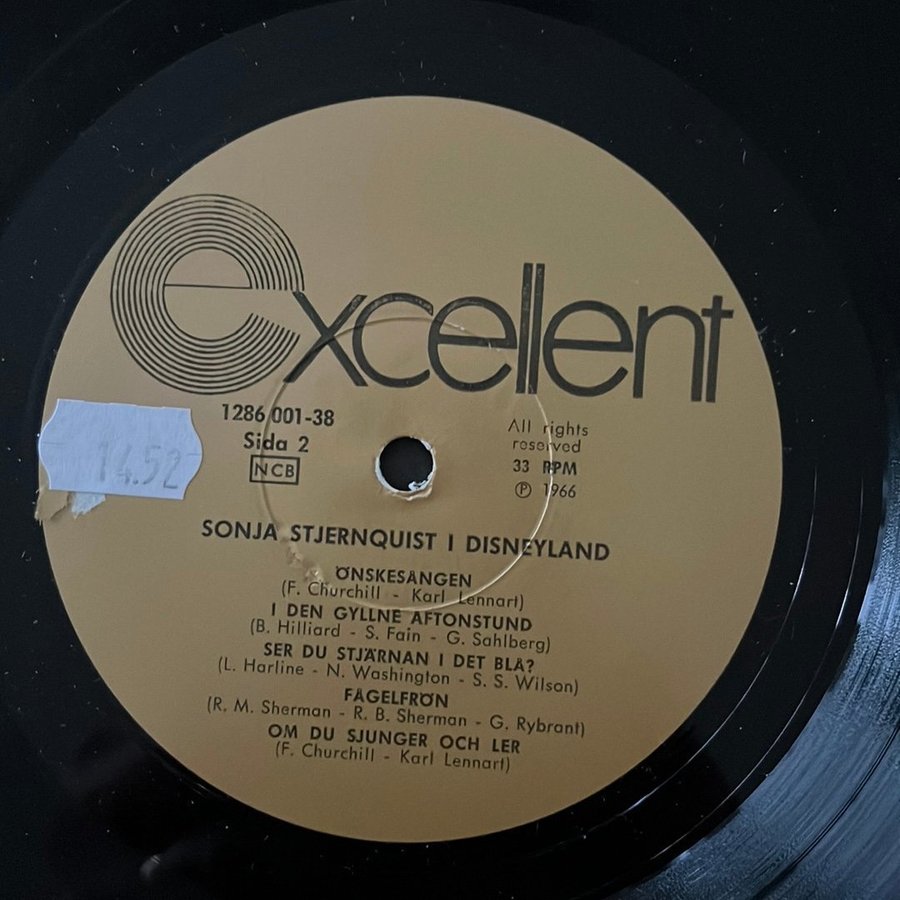 excellent
1286 001-38
Sida 2
NCB
All rights
reserved
33 RPM
Ⓟ 1966
14.52
SONJA STJERNQUIST I DISNEYLAND
ÖNSKESÅNGEN
(F. Churchill - Karl Lennart)
I DEN GYLLNE AFTONSTUND
(B. Hilliard - S. Fain - G. Sahlberg)
SER DU STJÄRNAN I DET BLÅ?
(L. Harline - N. Washington - S. S. Wilson)
FÅGELFRÖN
(R. M. Sherman - R. B. Sherman - G. Rybrant)
OM DU SJUNGER OCH LER
(F. Churchill - Karl Lennart)